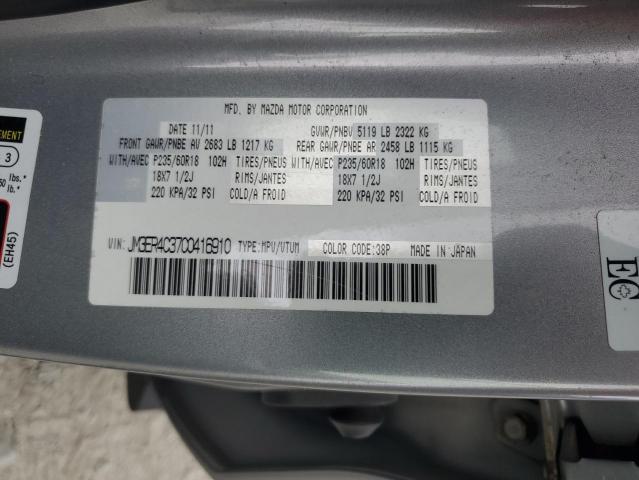 MFD. BY MAZDA MOTOR CORPORATION
DATE 11/11 GVWR/PNBV 5119 LB 2322 KG
FRONT GAWR/PNBE AV 2683 LB 1217 KG REAR GAWR/PNBE AR 2458 LB 1115 KG
WITH/AVEC P235/60R18 102H TIRES/PNEUS WITH/AVEC P235/60R18 102H TIRES/PNEUS
18X7 1/2J RIMS/JANTES 18X7 1/2J RIMS/JANTES
220 KPA/32 PSI COLD/A FROID 220 KPA/32 PSI COLD/A FROID
VIN: JM3ER4C37C0416910 TYPE:MPV/VTUM COLOR CODE:38P MADE IN JAPAN
EMENT
3
50 lbs.*
lb.*
(EH45)
EC